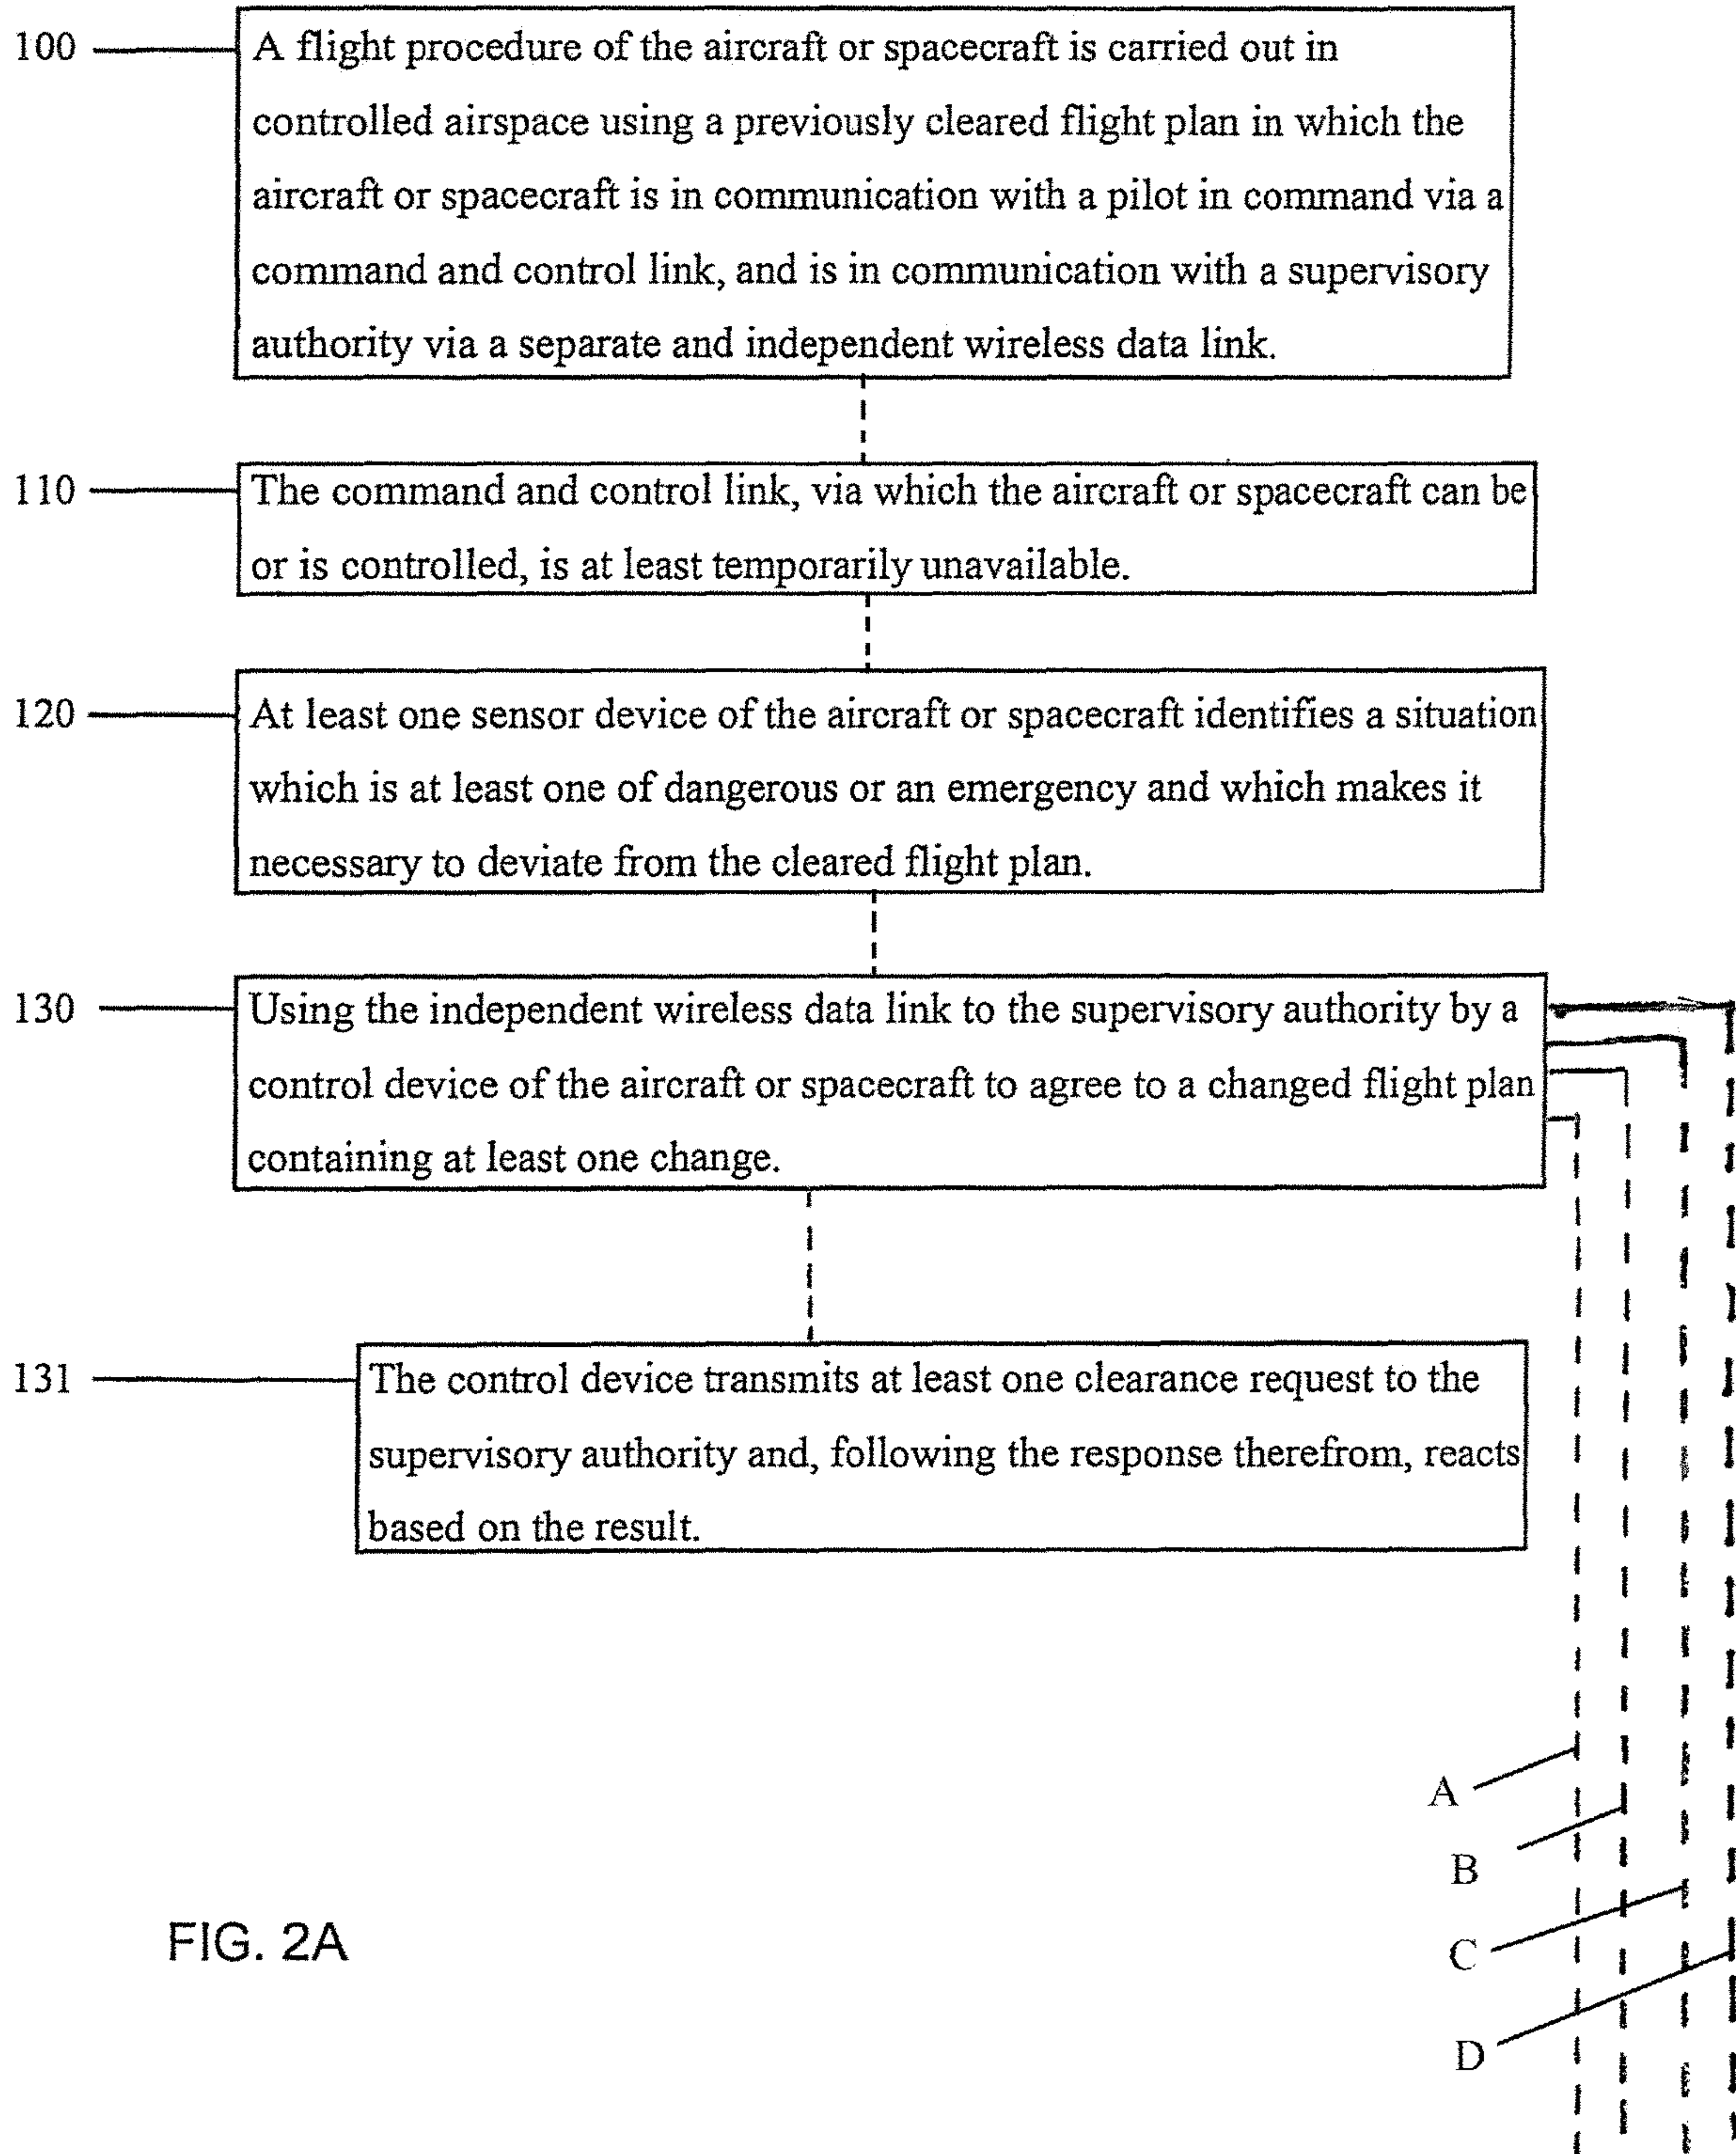 100
A flight procedure of the aircraft or spacecraft is carried out in
controlled airspace using a previously cleared flight plan in which the
aircraft or spacecraft is in communication with a pilot in command via a
command and control link, and is in communication with a supervisory
authority via a separate and independent wireless data link.
110
The command and control link, via which the aircraft or spacecraft can be
or is controlled, is at least temporarily unavailable.
120
At least one sensor device of the aircraft or spacecraft identifies a situation
which is at least one of dangerous or an emergency and which makes it
necessary to deviate from the cleared flight plan.
130
Using the independent wireless data link to the supervisory authority by a
control device of the aircraft or spacecraft to agree to a changed flight plan
containing at least one change.
131
The control device transmits at least one clearance request to the
supervisory authority and, following the response therefrom, reacts
based on the result.
A
B
C
D
FIG. 2A